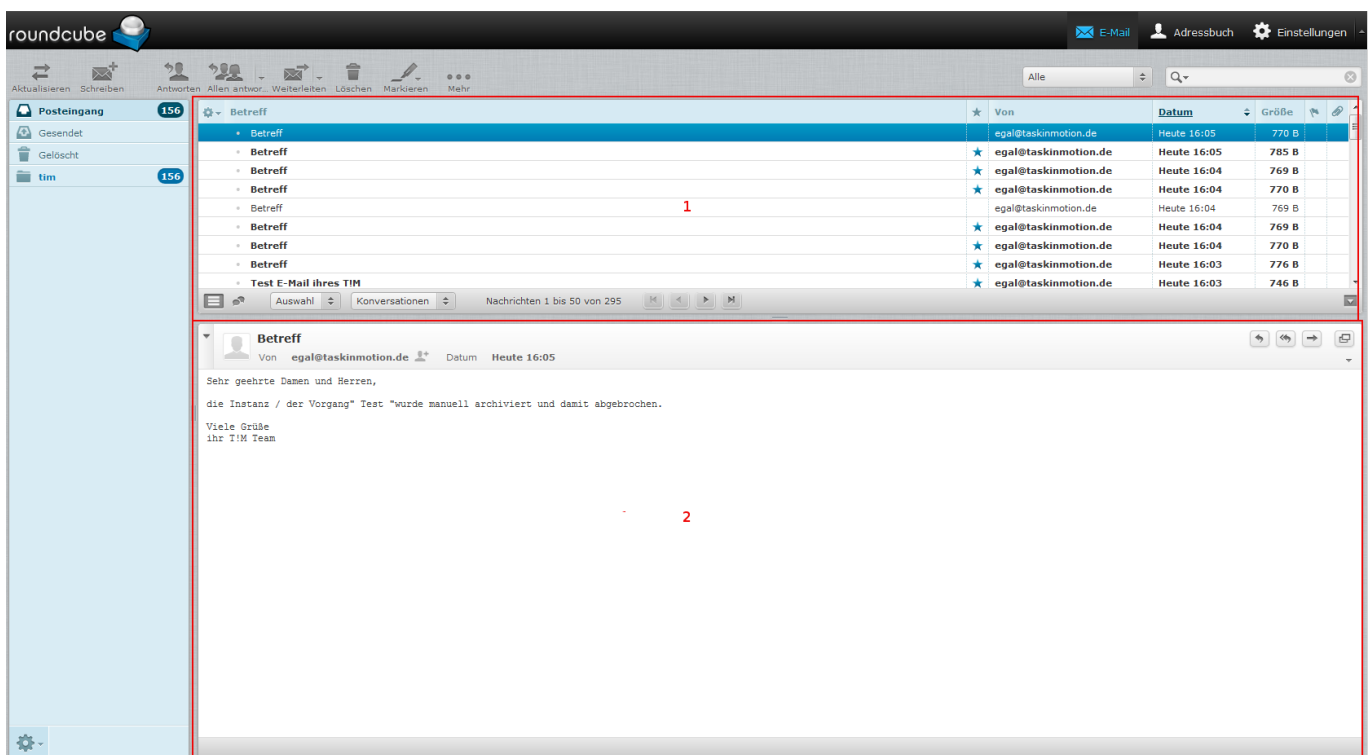 roundcube
E-Mail Adressbuch Einstellungen
Aktualisieren Schreiben Antworten Allen antwor... Weiterleiten Löschen Markieren Mehr
Alle
Posteingang 156
Gesendet
Gelöscht
tim 156
Betreff Von Datum Größe
Betreff egal@taskinmotion.de Heute 16:05 770 B
Betreff egal@taskinmotion.de Heute 16:05 785 B
Betreff egal@taskinmotion.de Heute 16:04 769 B
Betreff egal@taskinmotion.de Heute 16:04 770 B
1
Betreff egal@taskinmotion.de Heute 16:04 769 B
Betreff egal@taskinmotion.de Heute 16:04 769 B
Betreff egal@taskinmotion.de Heute 16:04 770 B
Betreff egal@taskinmotion.de Heute 16:03 776 B
Test E-Mail ihres T!M egal@taskinmotion.de Heute 16:03 746 B
Auswahl Konversationen Nachrichten 1 bis 50 von 295
Betreff
Von egal@taskinmotion.de Datum Heute 16:05
Sehr geehrte Damen und Herren,
die Instanz / der Vorgang" Test "wurde manuell archiviert und damit abgebrochen.
Viele Grüße
ihr T!M Team
2